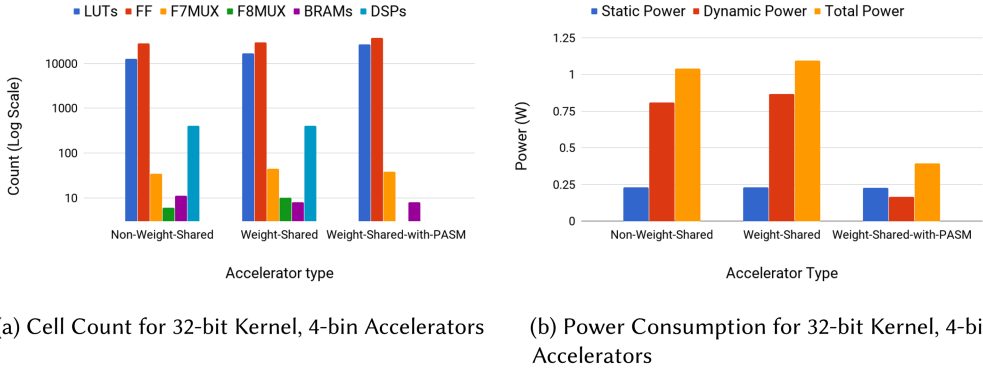 LUTs FF F7MUX F8MUX BRAMs DSPs
10000
1000
100
10
Count (Log Scale)
Non-Weight-Shared Weight-Shared Weight-Shared-with-PASM
Accelerator type
(a) Cell Count for 32-bit Kernel, 4-bin Accelerators
Static Power Dynamic Power Total Power
1.25
1
0.75
0.5
0.25
0
Power (W)
Non-Weight-Shared Weight-Shared Weight-Shared-with-PASM
Accelerator Type
(b) Power Consumption for 32-bit Kernel, 4-bi
Accelerators